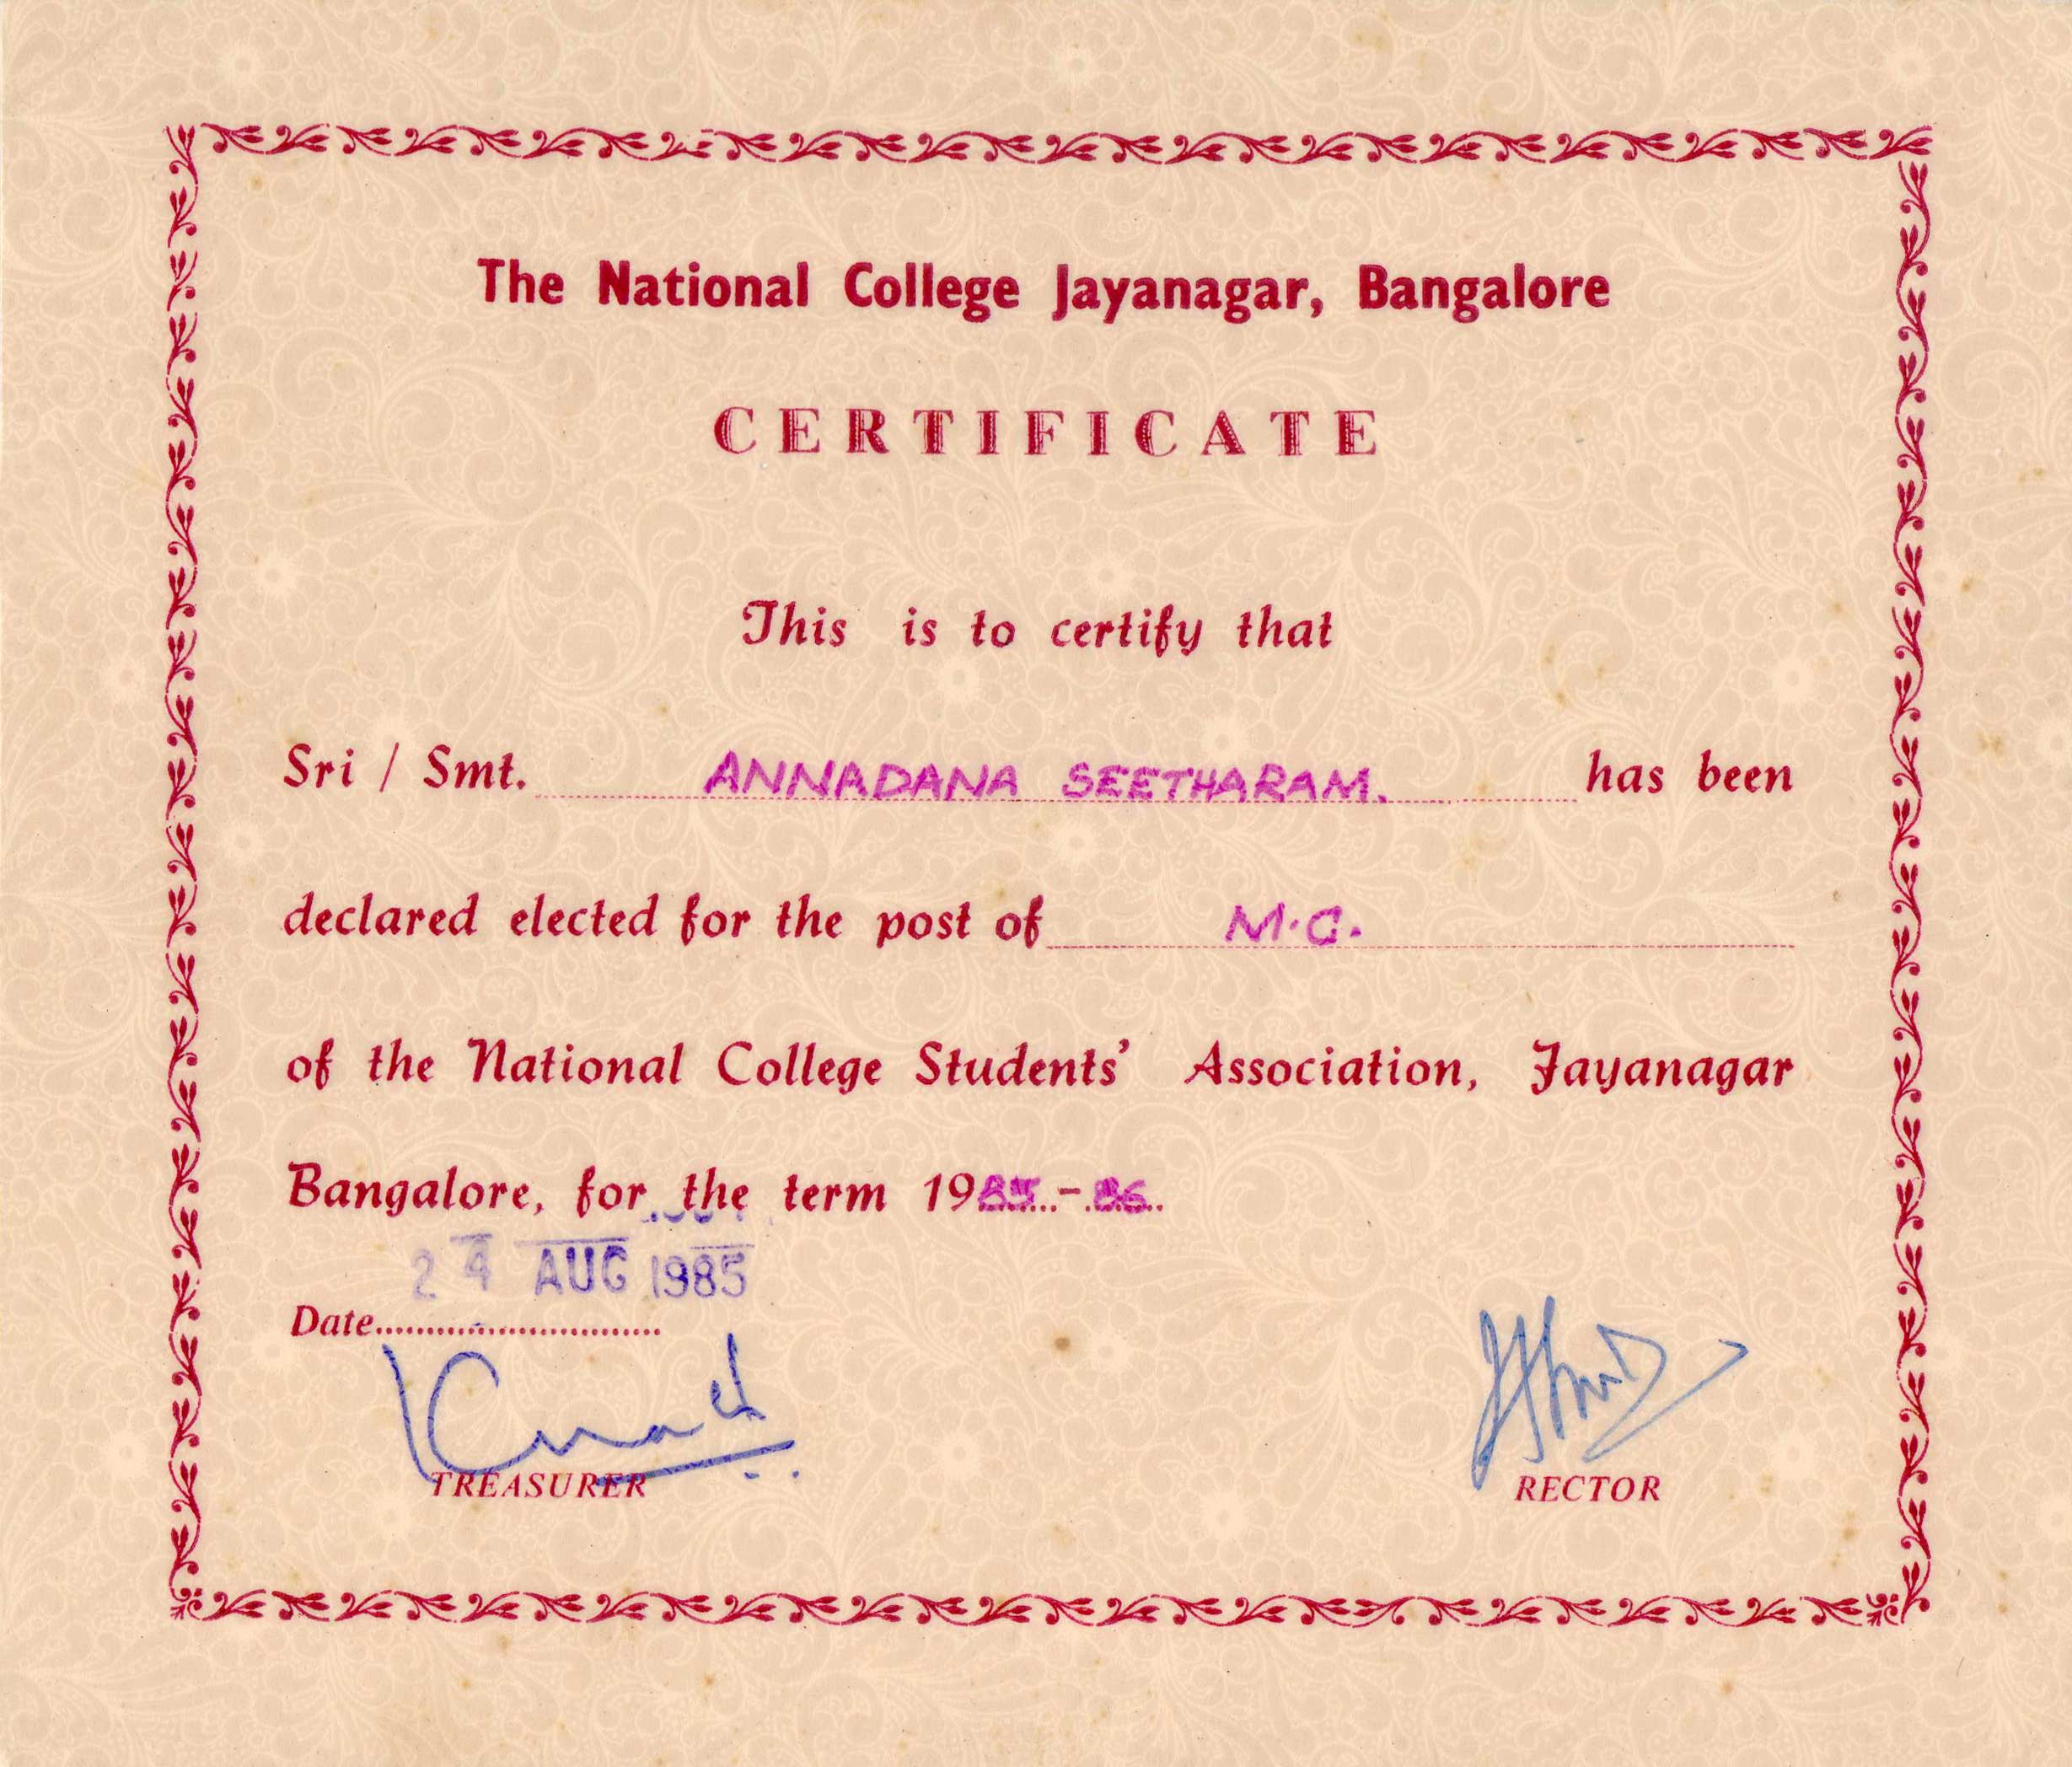 The National College Jayanagar, Bangalore
CERTIFICATE
This is to certify that
Sri / Smt. ANNADANA SEETHARAM. has been
declared elected for the post of M.C.
of the National College Students' Association, Jayanagar
Bangalore, for the term 1985-86.
24 AUG 1985
Date
TREASURER
RECTOR